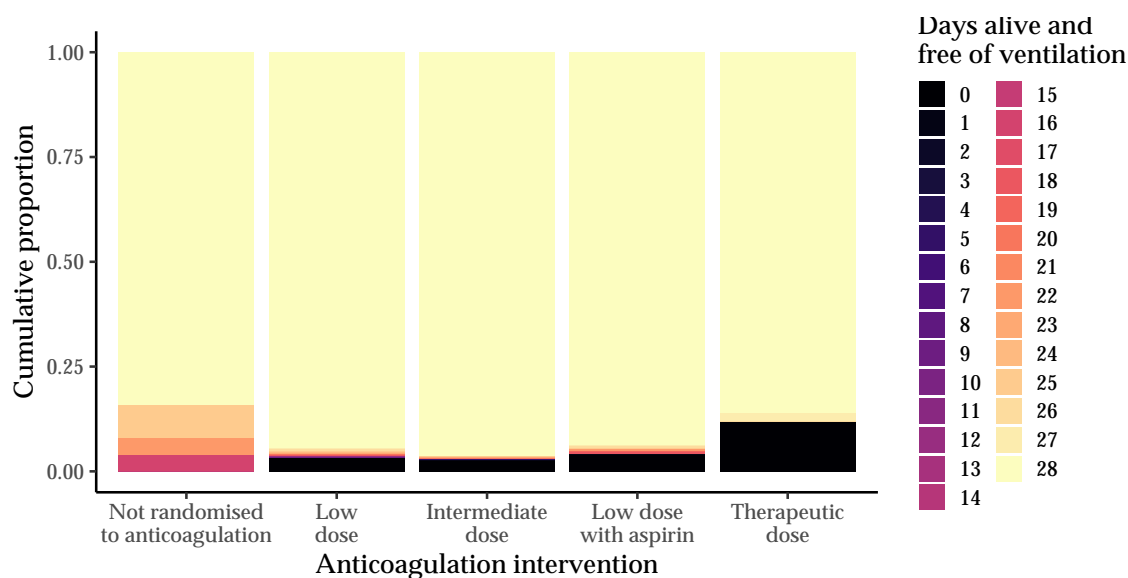 Days alive and
free of ventilation
0
1
2
3
4
5
6
7
8
9
10
11
12
13
14
15
16
17
18
19
20
21
22
23
24
25
26
27
28
Cumulative proportion
1.00
0.75
0.50
0.25
0.00
Not randomised
to anticoagulation
Low
dose
Intermediate
dose
Low dose
with aspirin
Therapeutic
dose
Anticoagulation intervention